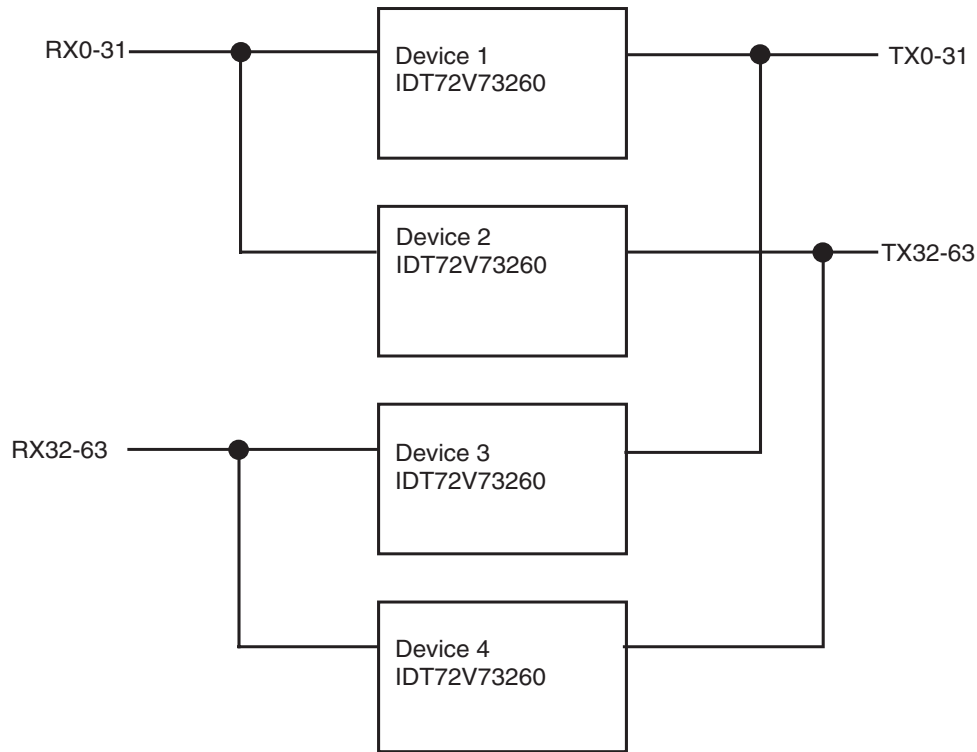 RX0-31
Device 1
IDT72V73260
TX0-31
Device 2
IDT72V73260
TX32-63
RX32-63
Device 3
IDT72V73260
Device 4
IDT72V73260